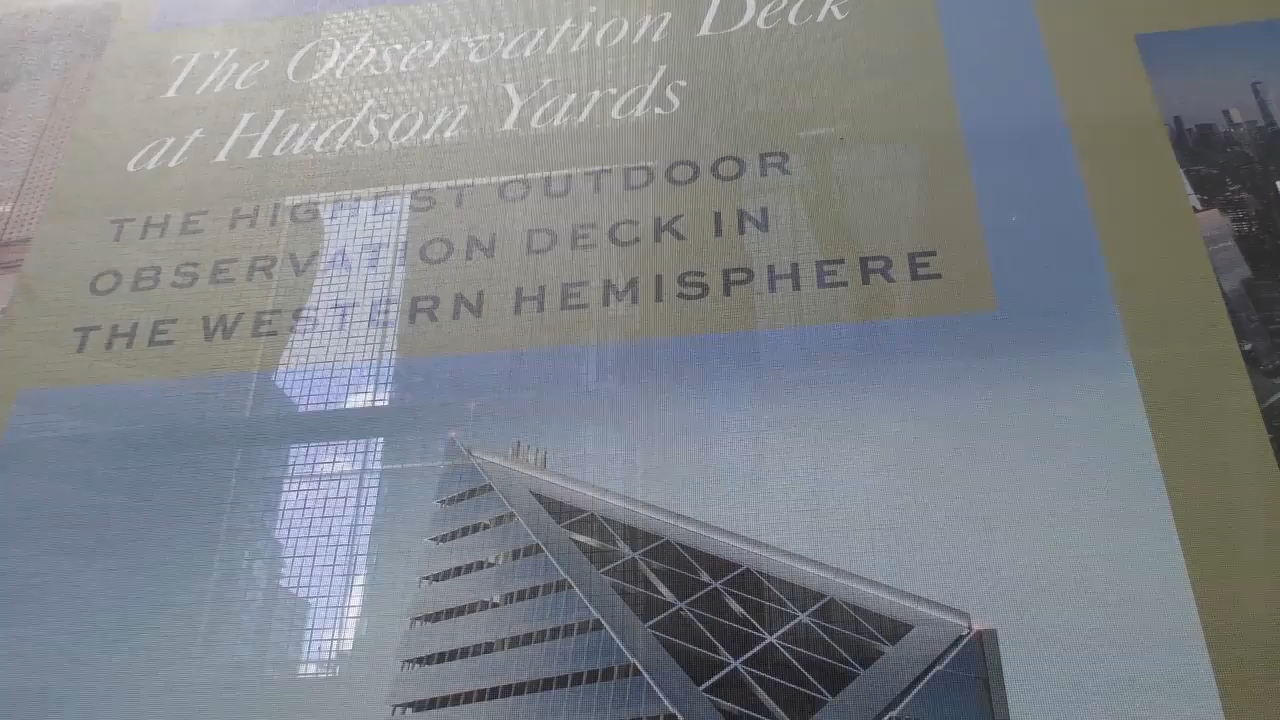 The Observation Deck
at Hudson Yards
THE HIGHEST OUTDOOR
OBSERVATION DECK IN
THE WESTERN HEMISPHERE